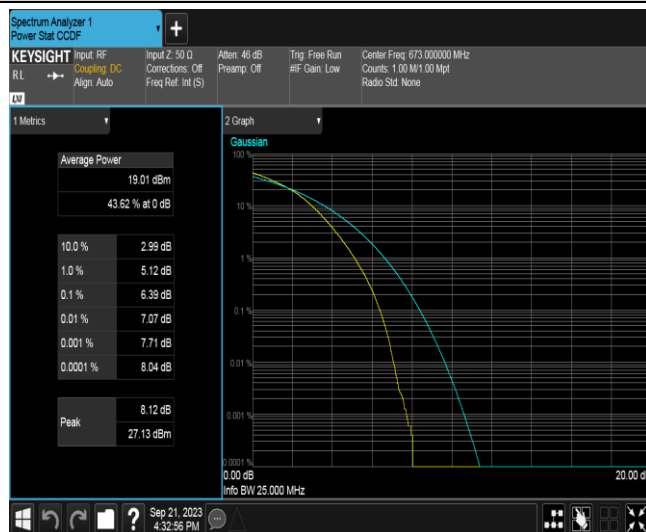 Spectrum Analyzer 1
Power Stat CCDF
+
KEYSIGHT
RL
LXI
Input: RF
Coupling: DC
Align: Auto
Input Z: 50 Ω
Corrections: Off
Freq Ref: Int (S)
Atten: 46 dB
Preamp: Off
Trig: Free Run
#IF Gain: Low
Center Freq: 673.000000 MHz
Counts: 1.00 M/1.00 Mpt
Radio Std: None
1 Metrics
Average Power
19.01 dBm
43.62 % at 0 dB
10.0 % 2.99 dB
1.0 % 5.12 dB
0.1 % 6.39 dB
0.01 % 7.07 dB
0.001 % 7.71 dB
0.0001 % 8.04 dB
Peak
8.12 dB
27.13 dBm
2 Graph
Gaussian
100 %
10 %
1 %
0.1 %
0.01 %
0.001 %
0.0001 %
0.00 dB
20.00 d
Info BW 25.000 MHz
?
Sep 21, 2023
4:32:56 PM